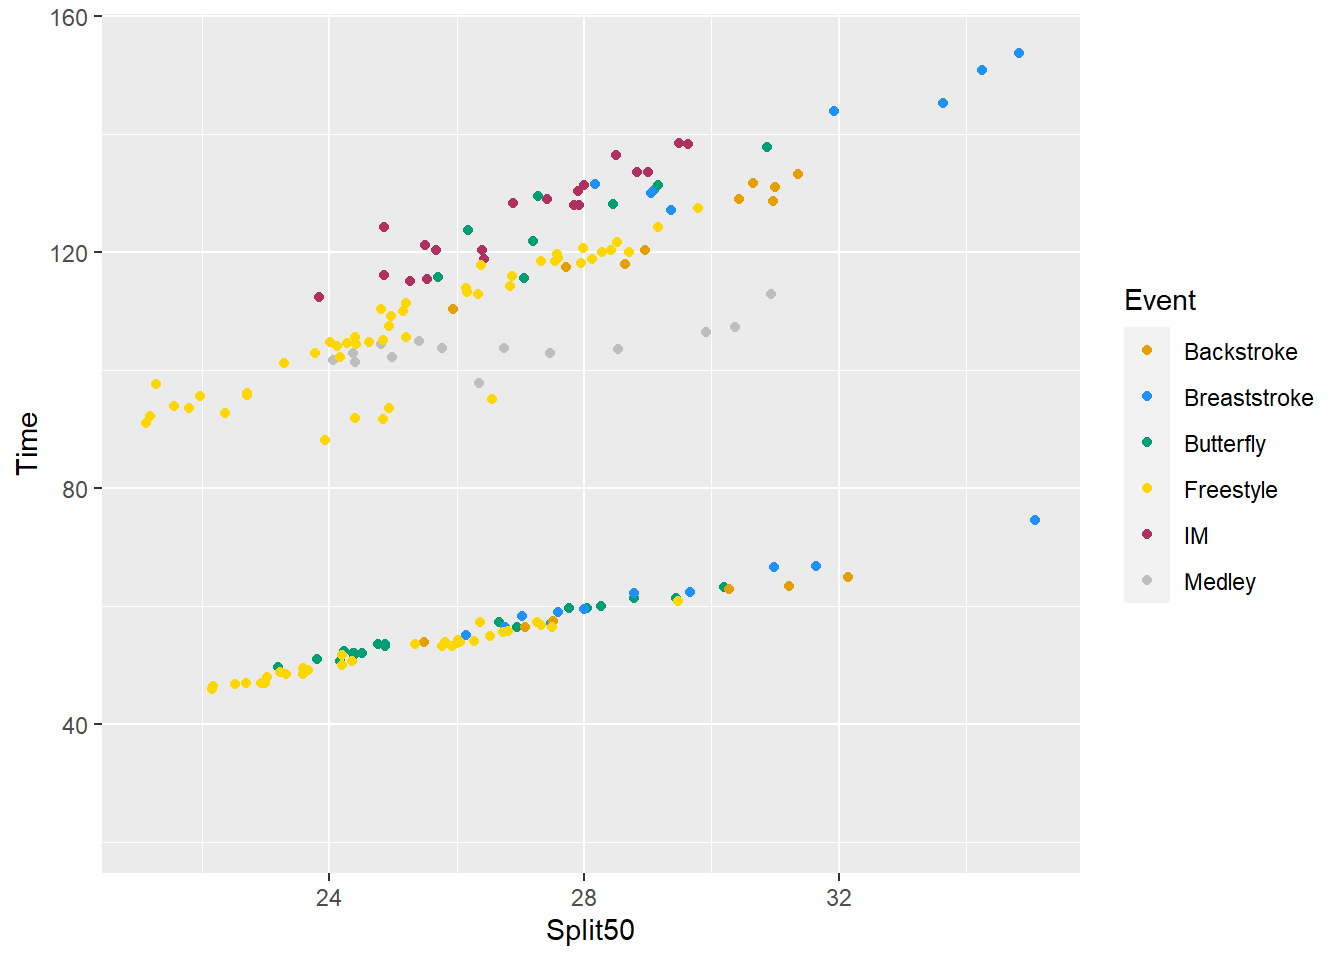 160
120
80
40
Time
24 28 32
Split50
Event
Backstroke
Breaststroke
Butterfly
Freestyle
IM
Medley